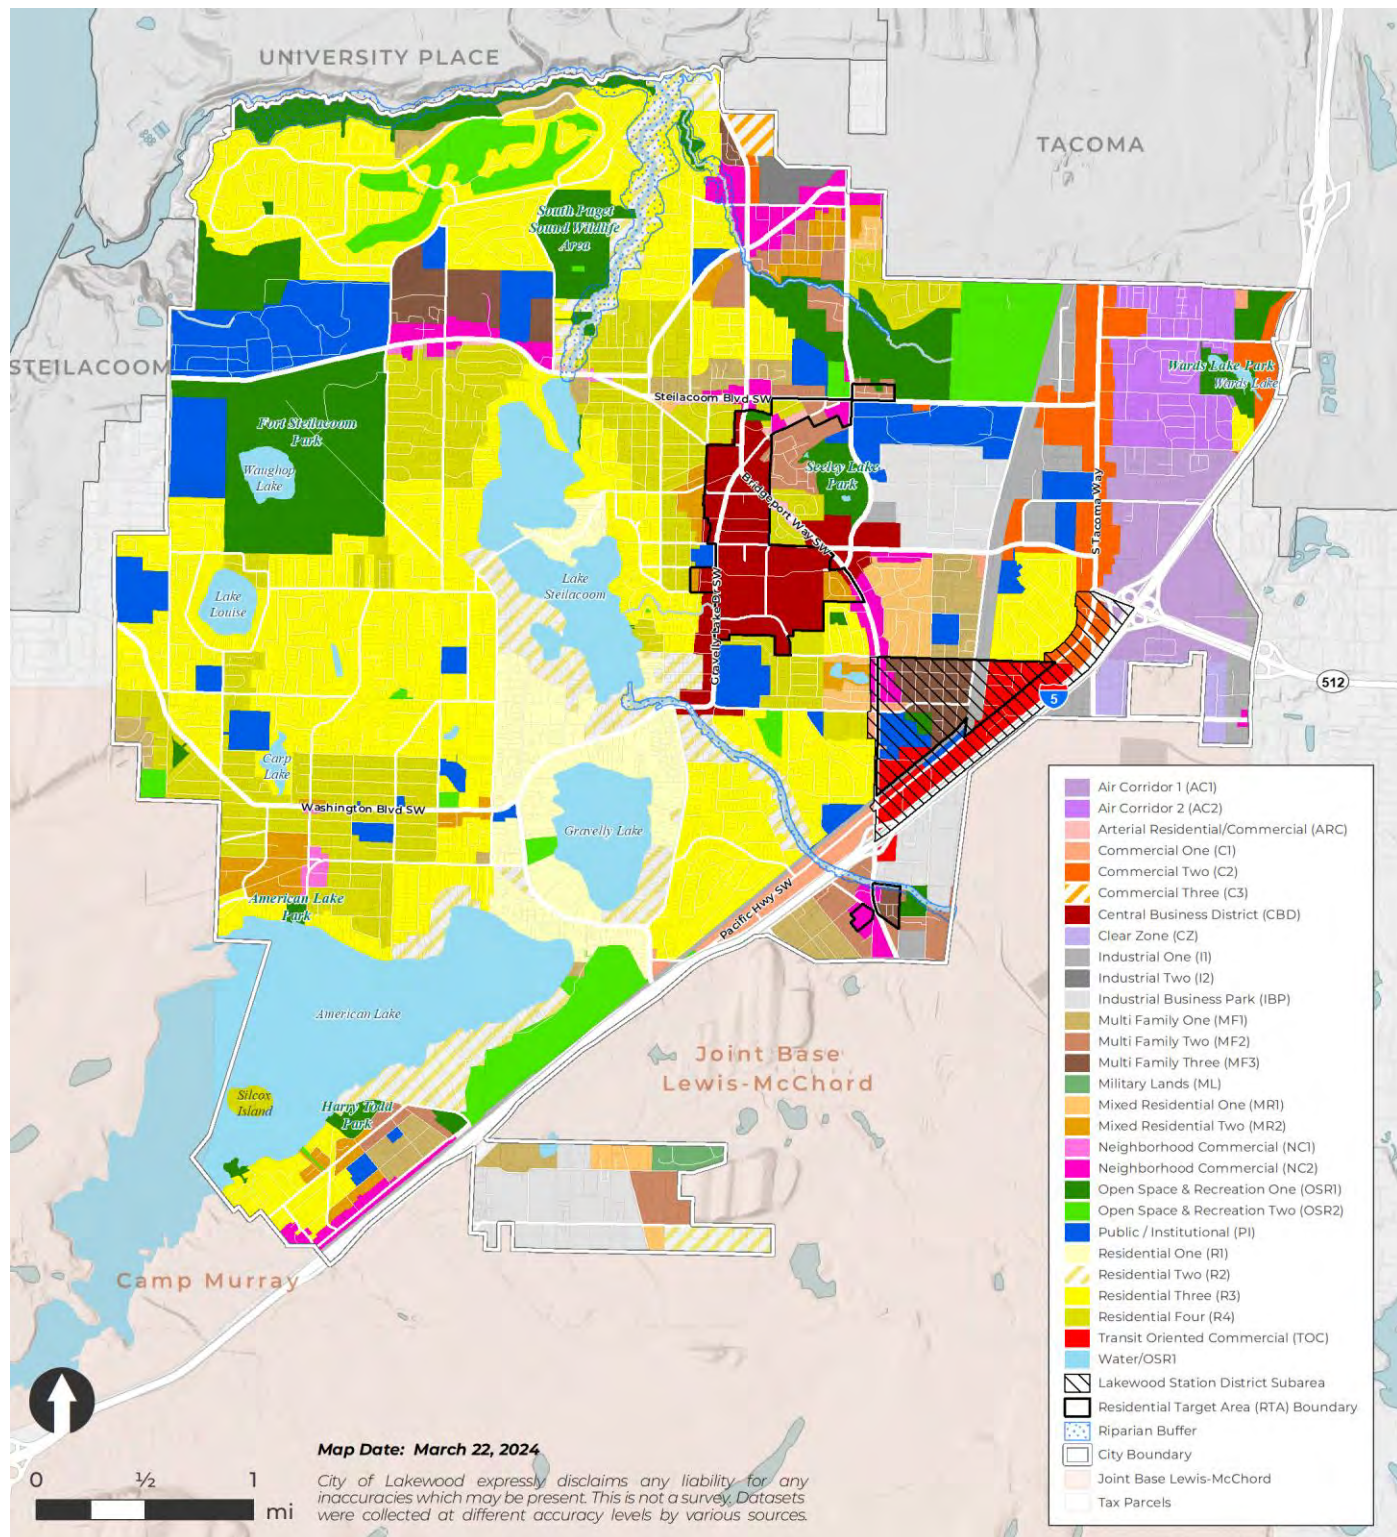 UNIVERSITY PLACE
TACOMA
South Puget
Sound Wildlife
Area
STEILACOOM
Wards Lake Park
Wards Lake
Steilacoom Blvd SW
Fort Steilacoom
Park
Waughop
Lake
Seeley Lake
Park
Bridgeport Way SW
S Tacoma Way
Lake
Louise
Lake
Steilacoom
Gravelly Lake Dr SW
512
5
Carp
Lake
Washington Blvd SW
Gravelly Lake
American Lake
Park
Pacific Hwy SW
American Lake
Joint Base
Lewis-McChord
Silcox
Island
Harry Todd
Park
Camp Murray
Air Corridor 1 (AC1)
Air Corridor 2 (AC2)
Arterial Residential/Commercial (ARC)
Commercial One (C1)
Commercial Two (C2)
Commercial Three (C3)
Central Business District (CBD)
Clear Zone (CZ)
Industrial One (I1)
Industrial Two (I2)
Industrial Business Park (IBP)
Multi Family One (MF1)
Multi Family Two (MF2)
Multi Family Three (MF3)
Military Lands (ML)
Mixed Residential One (MR1)
Mixed Residential Two (MR2)
Neighborhood Commercial (NC1)
Neighborhood Commercial (NC2)
Open Space & Recreation One (OSR1)
Open Space & Recreation Two (OSR2)
Public / Institutional (PI)
Residential One (R1)
Residential Two (R2)
Residential Three (R3)
Residential Four (R4)
Transit Oriented Commercial (TOC)
Water/OSR1
Lakewood Station District Subarea
Residential Target Area (RTA) Boundary
Riparian Buffer
City Boundary
Joint Base Lewis-McChord
Tax Parcels
Map Date: March 22, 2024
0 ½ 1
mi
City of Lakewood expressly disclaims any liability for any
inaccuracies which may be present. This is not a survey. Datasets
were collected at different accuracy levels by various sources.